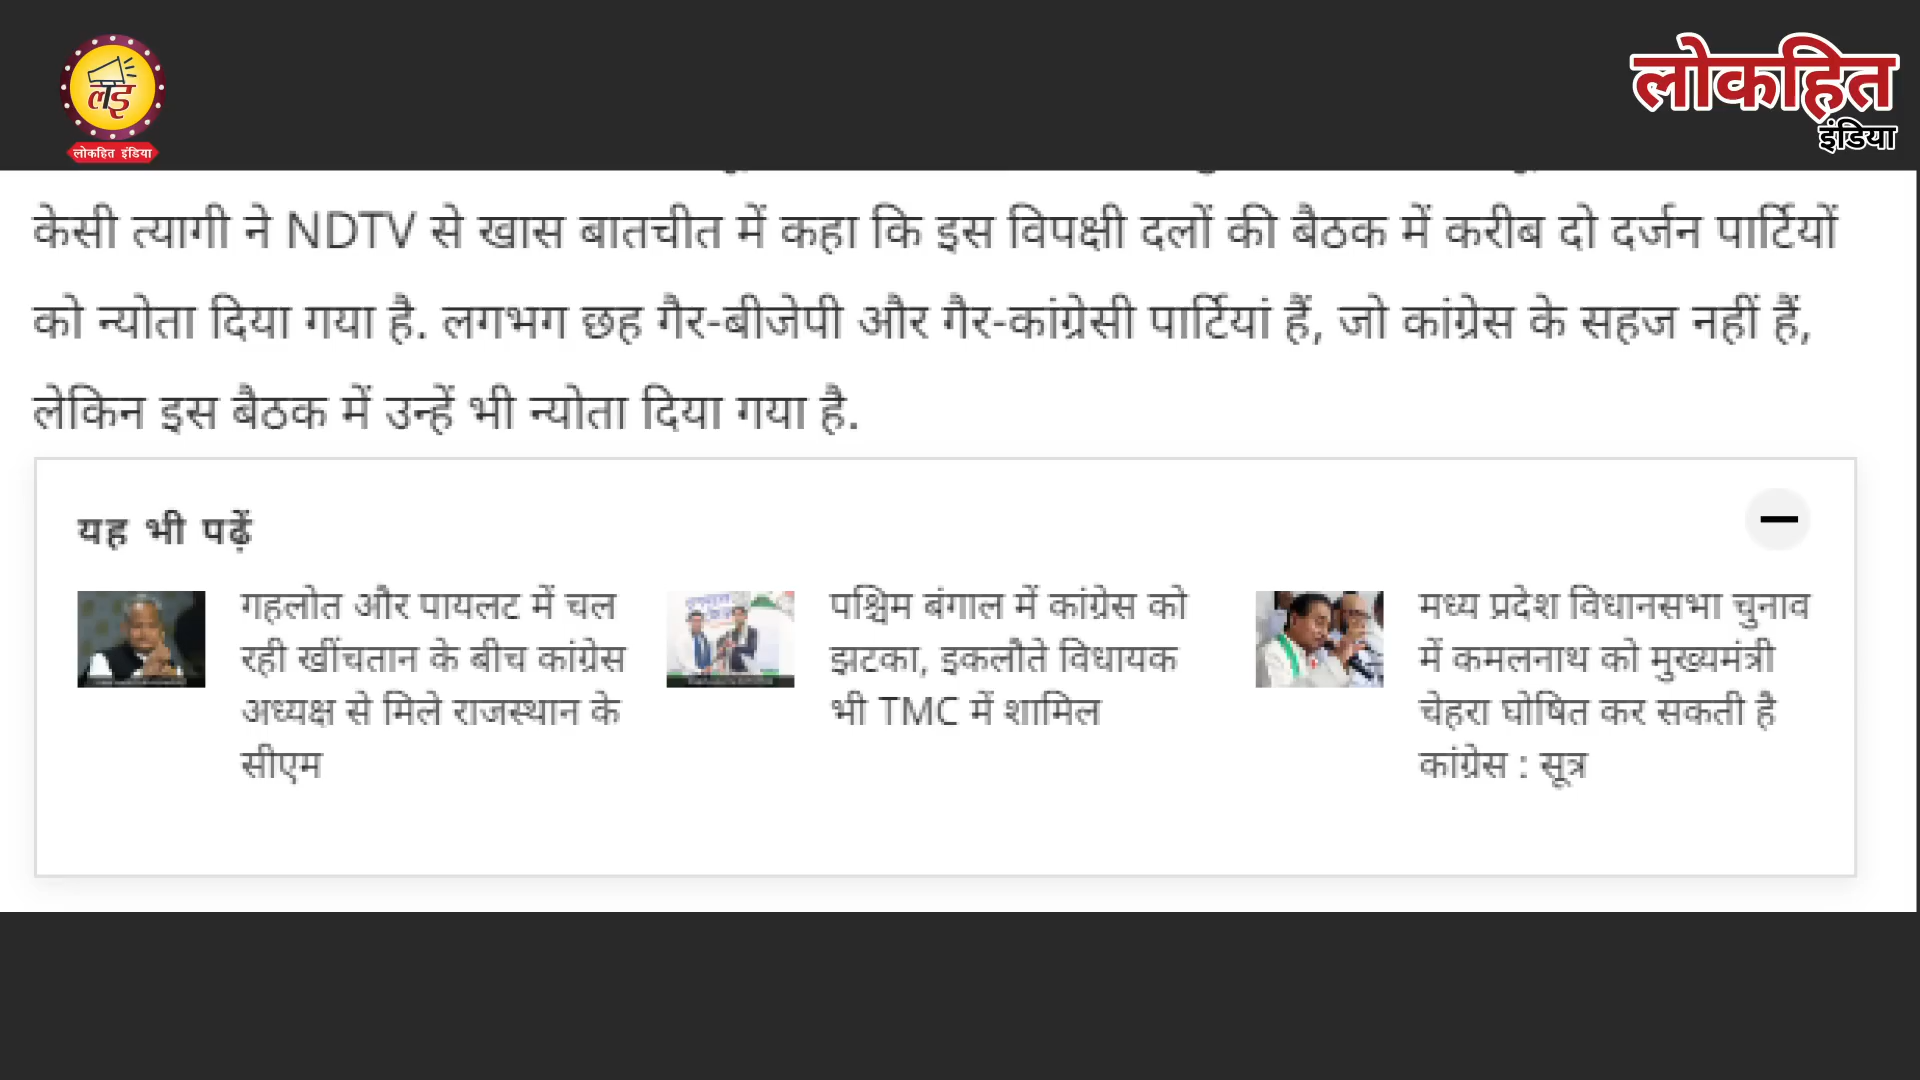 लइ
लोकहित इंडिया
लोकहित
इंडिया
केसी त्यागी ने NDTV से खास बातचीत में कहा कि इस विपक्षी दलों की बैठक में करीब दो दर्जन पार्टियों
को न्योता दिया गया है. लगभग छह गैर-बीजेपी और गैर-कांग्रेसी पार्टियां हैं, जो कांग्रेस के सहज नहीं हैं,
लेकिन इस बैठक में उन्हें भी न्योता दिया गया है.
यह भी पढ़ें
गहलोत और पायलट में चल
रही खींचतान के बीच कांग्रेस
अध्यक्ष से मिले राजस्थान के
सीएम
पश्चिम बंगाल में कांग्रेस को
झटका, इकलौते विधायक
भी TMC में शामिल
मध्य प्रदेश विधानसभा चुनाव
में कमलनाथ को मुख्यमंत्री
चेहरा घोषित कर सकती है
कांग्रेस : सूत्र